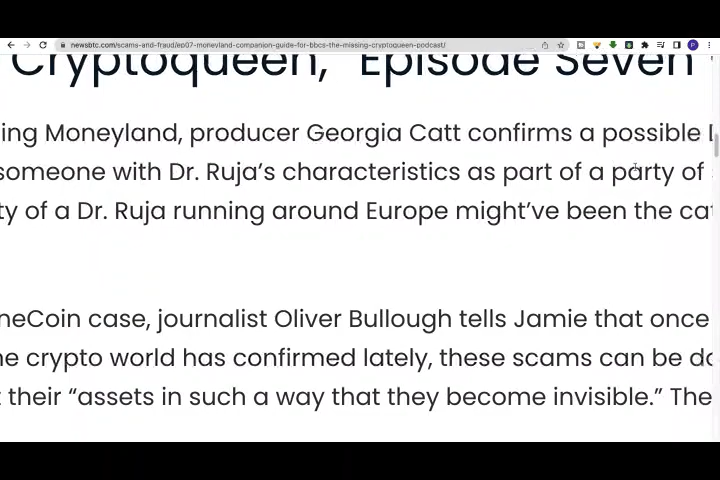 newsbtc.com/scams-and-fraud/ep07-moneyland-companion-guide-for-bbcs-the-missing-cryptoqueen-podcast/
Cryptoqueen,” Episode Seven
ing Moneyland, producer Georgia Catt confirms a possible
someone with Dr. Ruja’s characteristics as part of a party of
ty of a Dr. Ruja running around Europe might’ve been the cat
neCoin case, journalist Oliver Bullough tells Jamie that once
he crypto world has confirmed lately, these scams can be do
t their “assets in such a way that they become invisible.” The